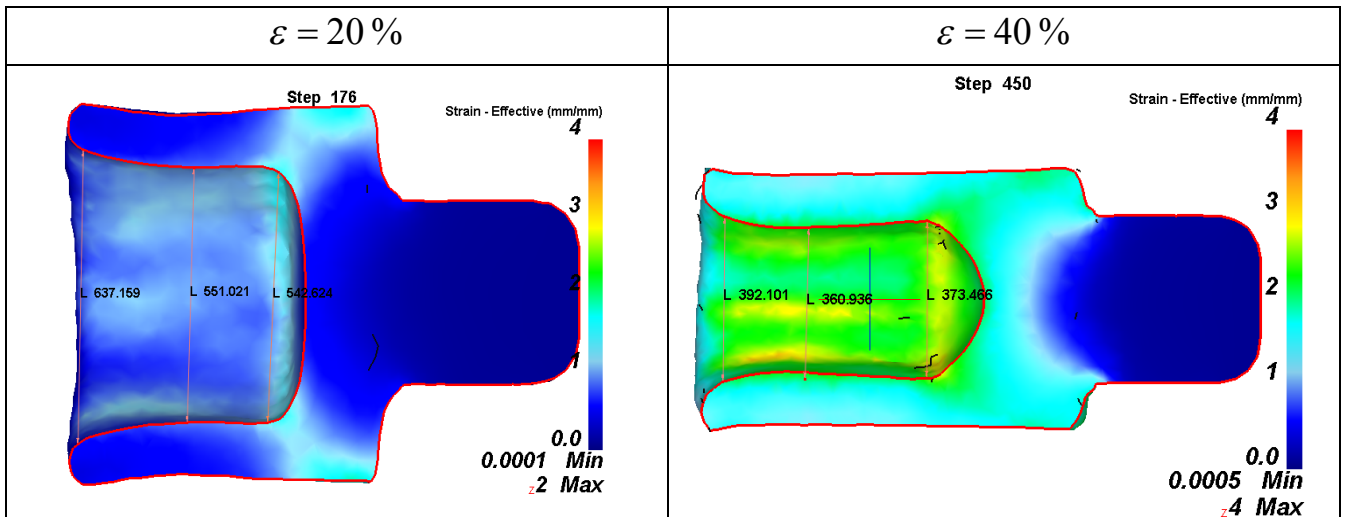 ε = 20 %
ε = 40 %
Step 176
Strain - Effective (mm/mm)
4
3
2
1
0.0
0.0001 Min
z2 Max
L 637.159
L 551.021
L 542.624
Step 450
Strain - Effective (mm/mm)
4
3
2
1
0.0
0.0005 Min
z4 Max
L 392.101
L 360.936
L 373.466